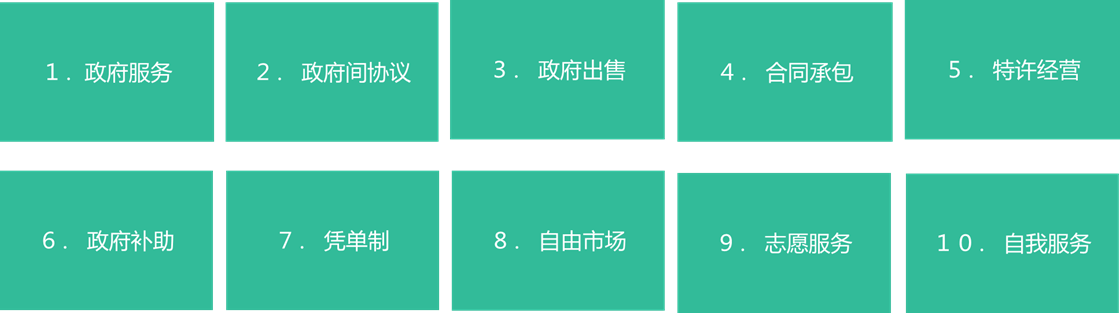 1. 政府服务
2. 政府间协议
3. 政府出售
4. 合同承包
5. 特许经营
6. 政府补助
7. 凭单制
8. 自由市场
9. 志愿服务
10. 自我服务